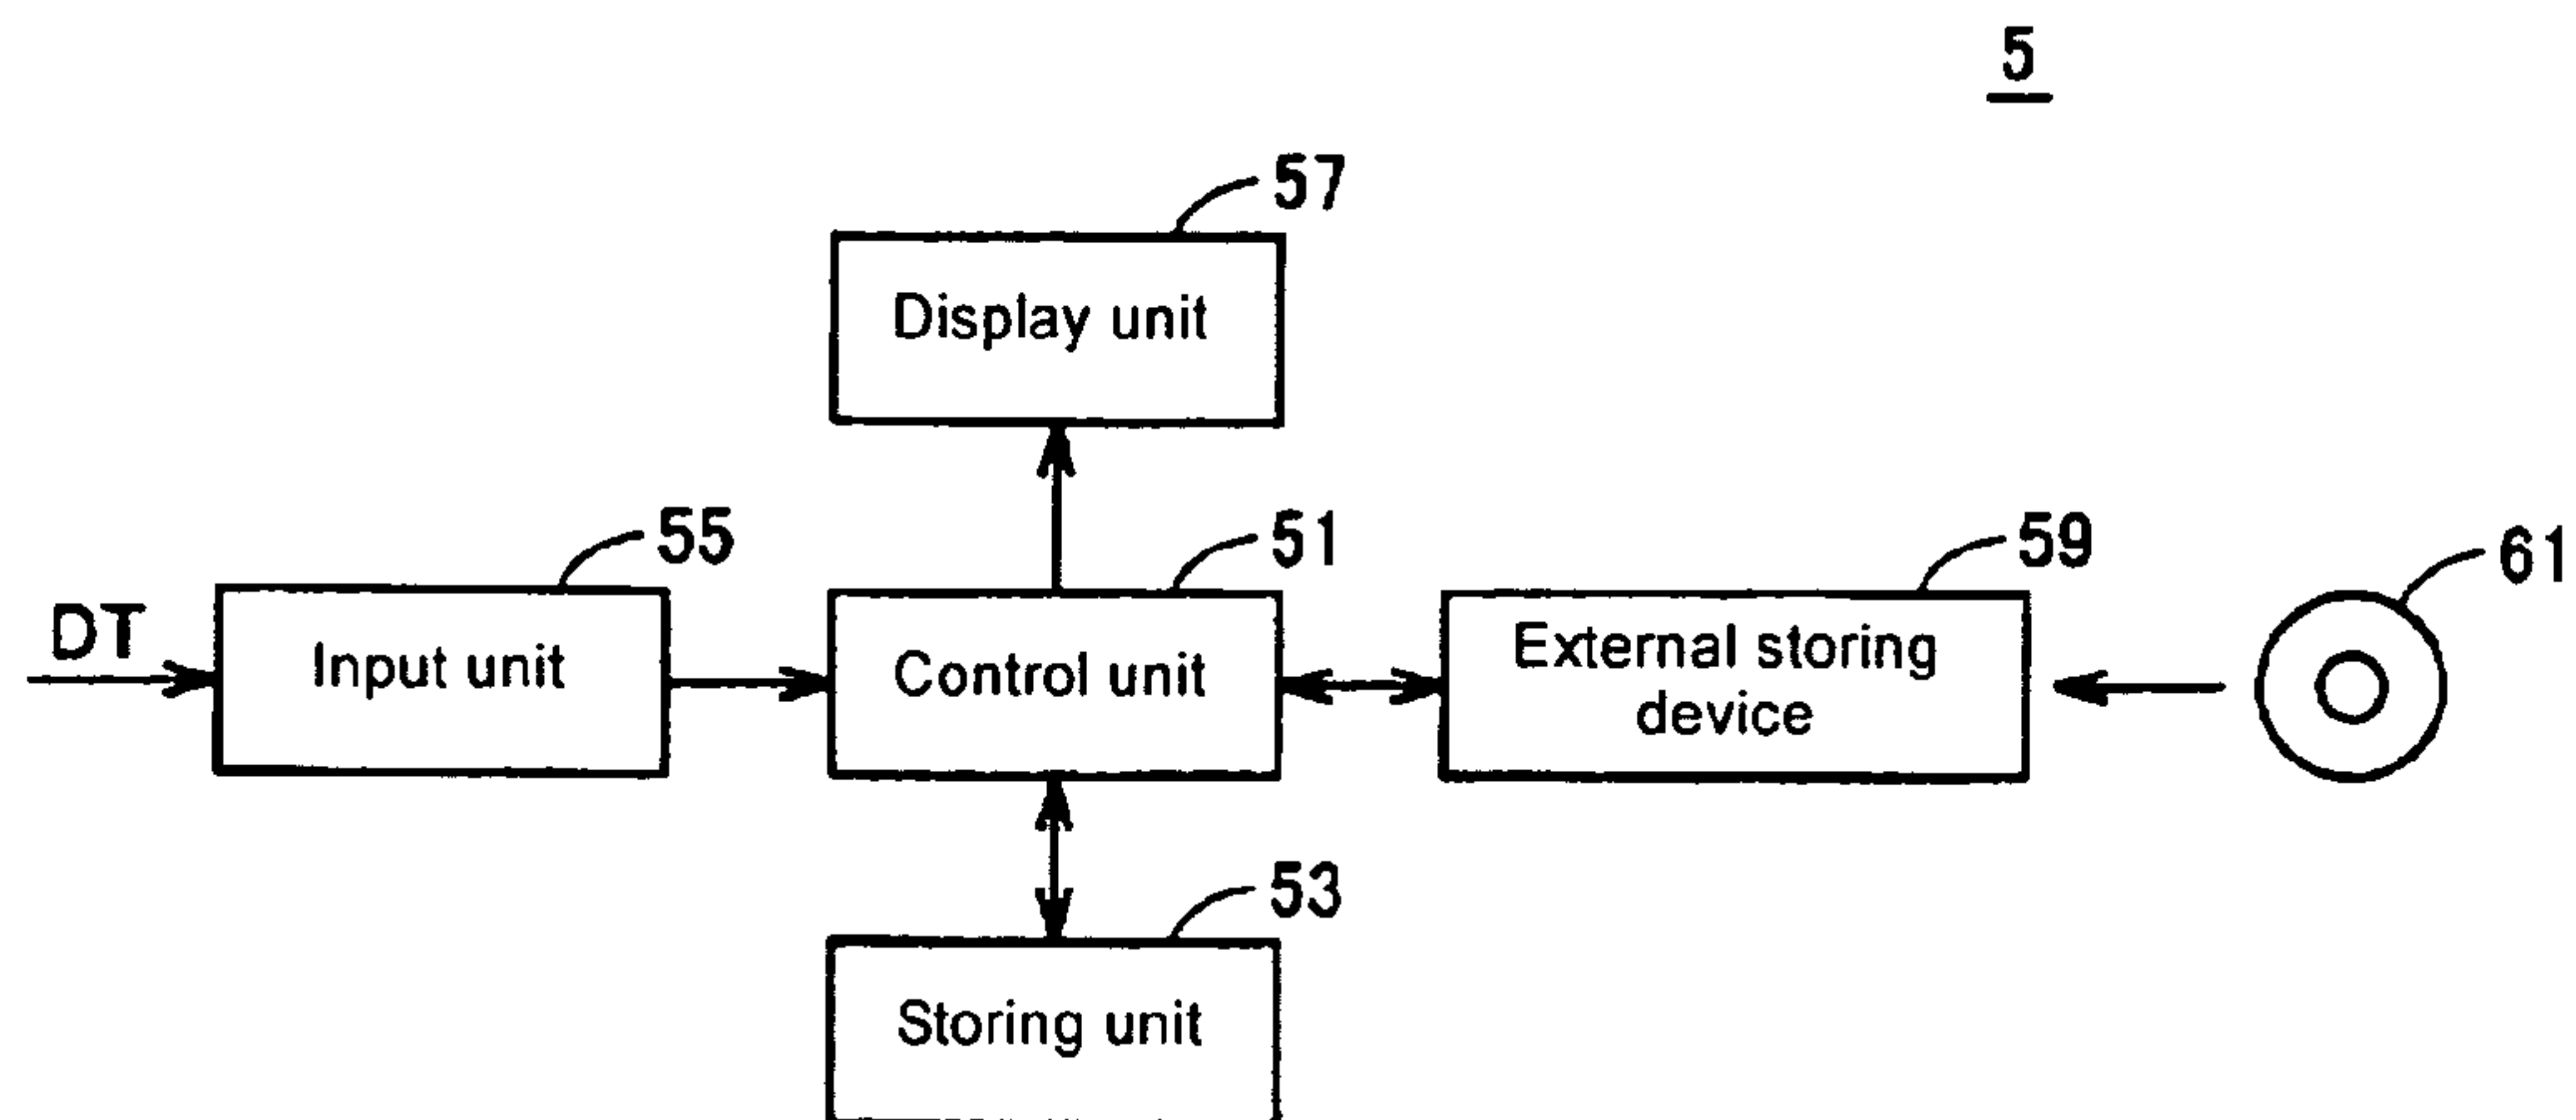 5
57
Display unit
55
51
59
61
DT
Input unit
Control unit
External storing
device
53
Storing unit